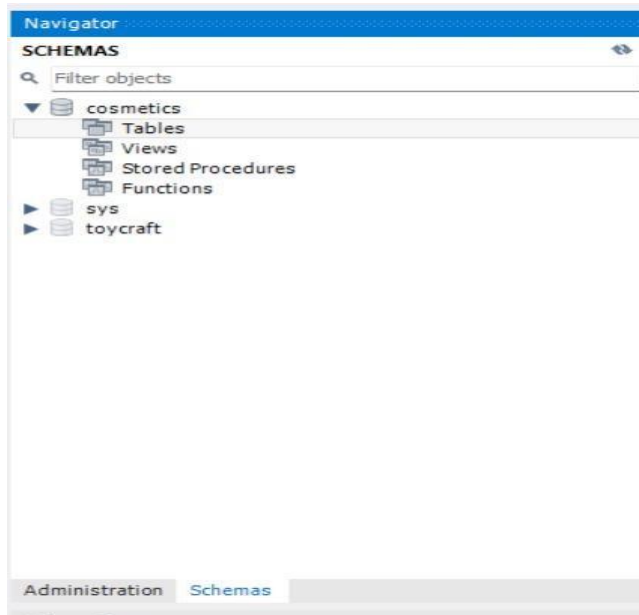 Navigator
SCHEMAS
Filter objects
cosmetics
Tables
Views
Stored Procedures
Functions
sys
toycraft
Administration Schemas